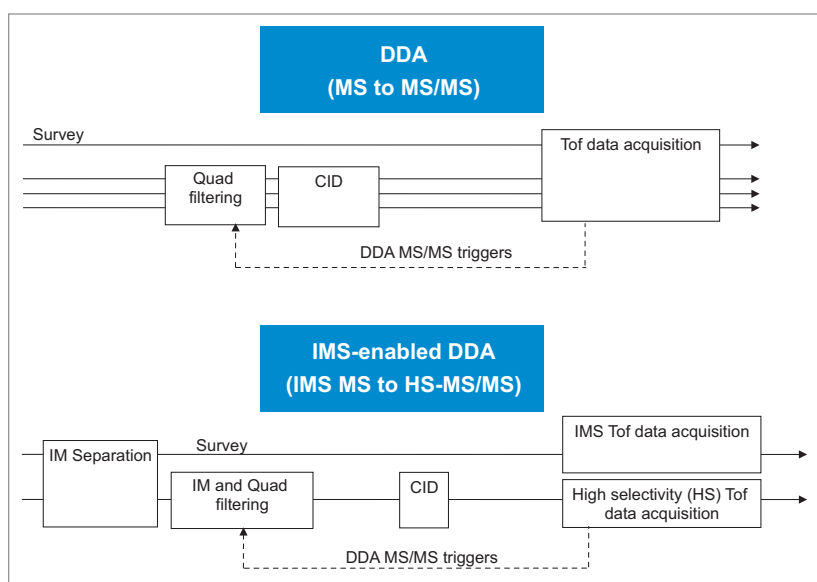 DDA
(MS to MS/MS)
Survey
Tof data acquisition
Quad
filtering
CID
DDA MS/MS triggers
IMS-enabled DDA
(IMS MS to HS-MS/MS)
IM Separation
Survey
IMS Tof data acquisition
IM and Quad
filtering
CID
High selectivity (HS) Tof
data acquisition
DDA MS/MS triggers